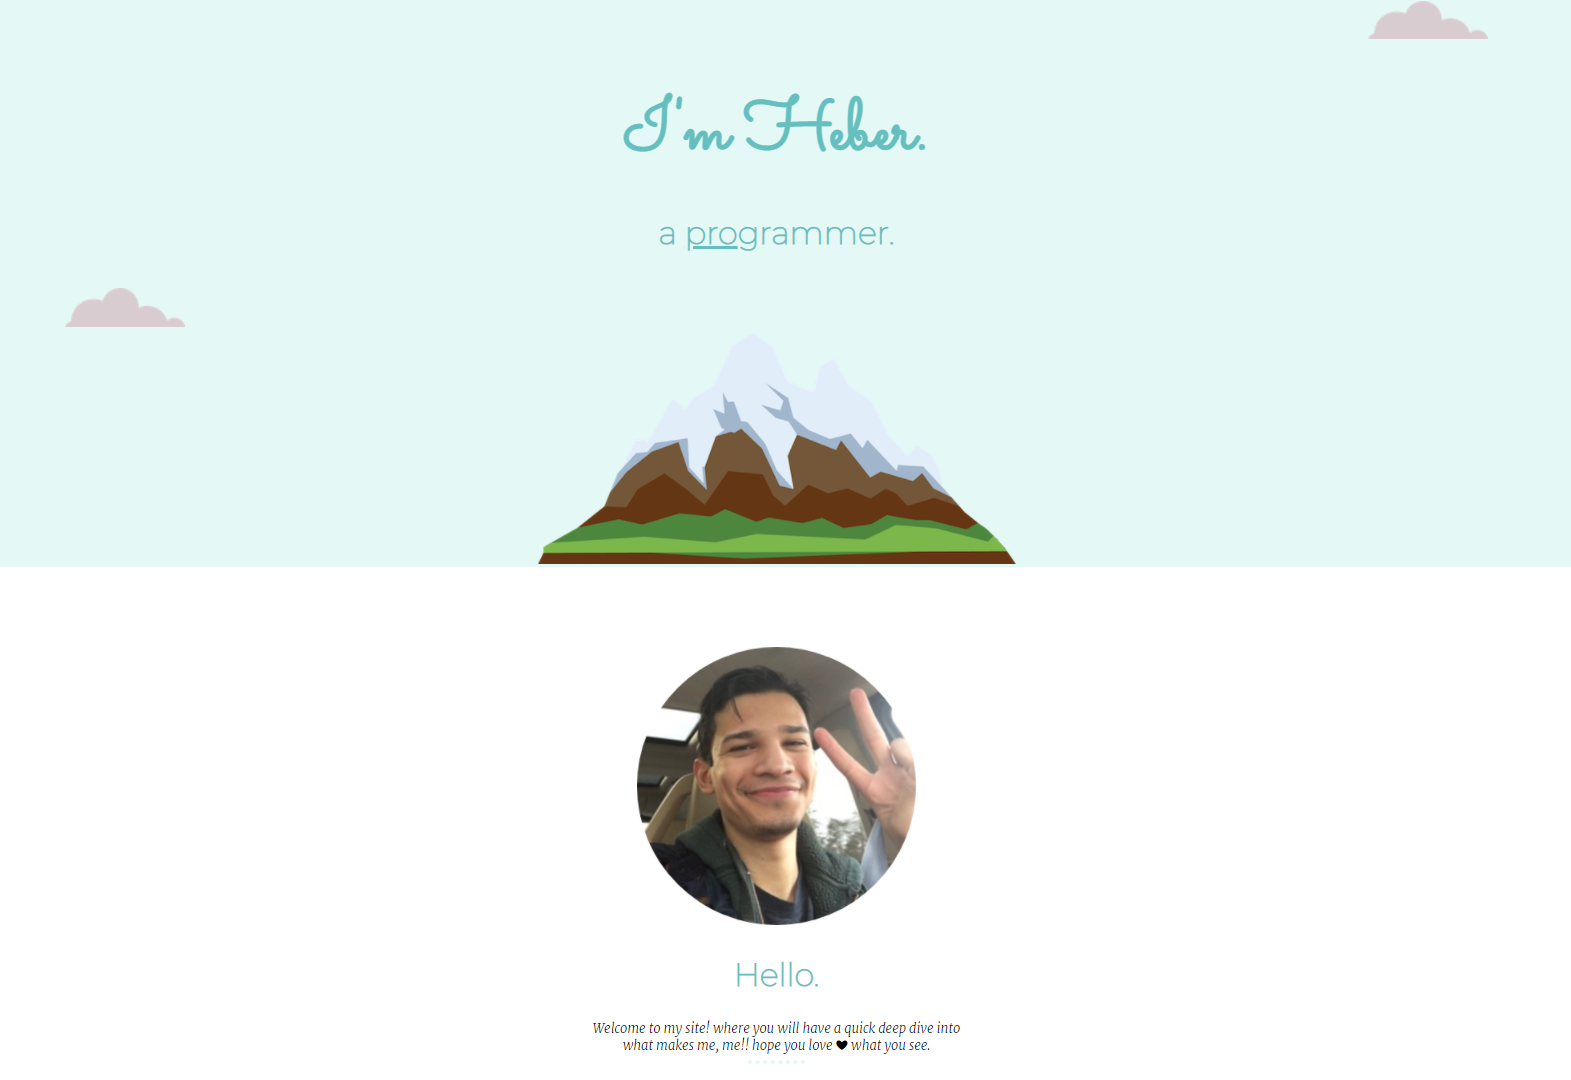 I'm Heber.
a programmer.
Hello.
Welcome to my site! where you will have a quick deep dive into
what makes me, me!! hope you love ♥ what you see.